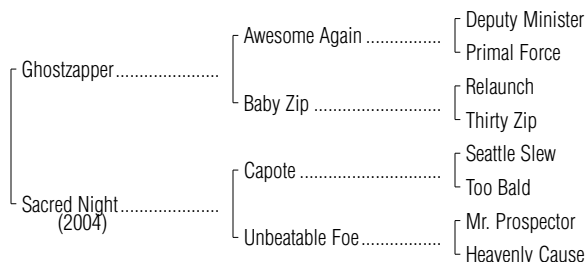 Deputy Minister
Awesome Again ..................
Primal Force
Ghostzapper .........................
Relaunch
Baby Zip ..............................
Thirty Zip
Seattle Slew
Capote .................................
Too Bald
Sacred Night ........................
(2004)
Mr. Prospector
Unbeatable Foe ...................
Heavenly Cause